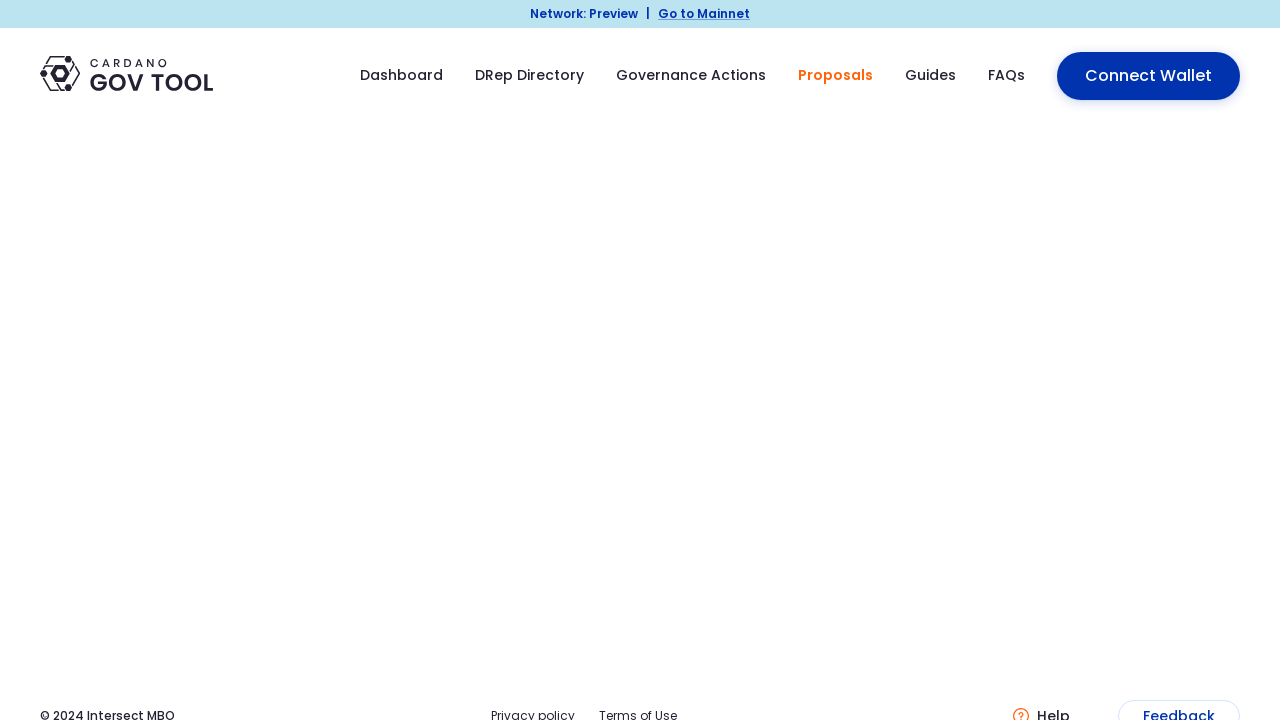 Network: Preview | Go to Mainnet
CARDANO
GOV TOOL
Dashboard
DRep Directory
Governance Actions
Proposals
Guides
FAQs
Connect Wallet
© 2024 Intersect MBO
Privacy policy
Terms of Use
Help
Feedback